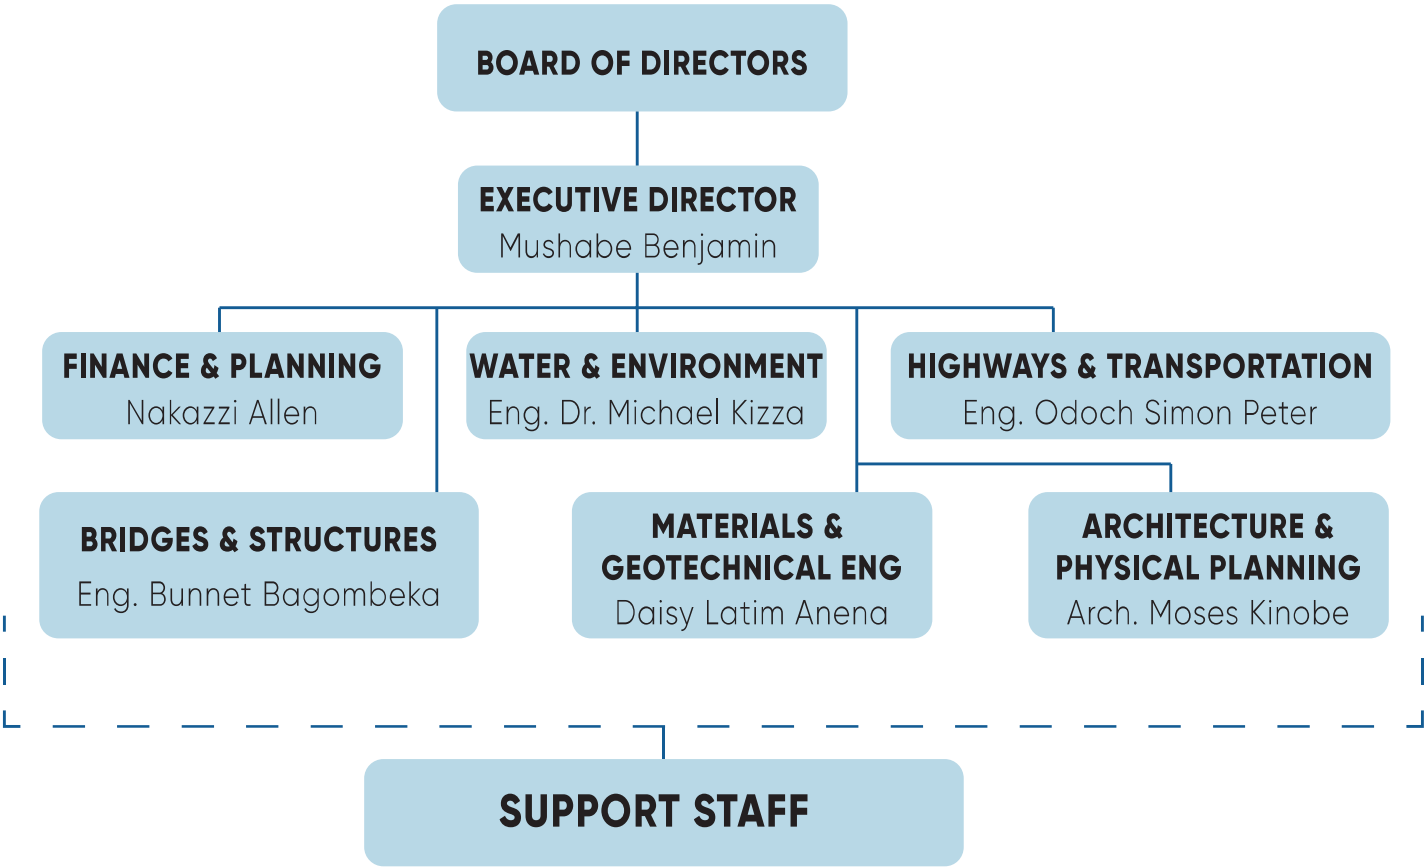 BOARD OF DIRECTORS
EXECUTIVE DIRECTOR
Mushabe Benjamin
FINANCE & PLANNING
Nakazzi Allen
WATER & ENVIRONMENT
Eng. Dr. Michael Kizza
HIGHWAYS & TRANSPORTATION
Eng. Odoch Simon Peter
BRIDGES & STRUCTURES
Eng. Bunnet Bagombeka
MATERIALS &
GEOTECHNICAL ENG
Daisy Latim Anena
ARCHITECTURE &
PHYSICAL PLANNING
Arch. Moses Kinobe
SUPPORT STAFF